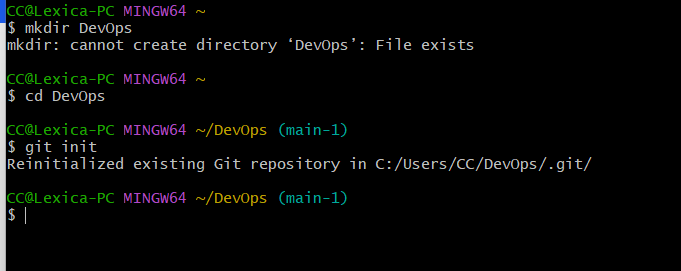 CC@Lexica-PC MINGW64 ~
$ mkdir DevOps
mkdir: cannot create directory ‘DevOps’: File exists
CC@Lexica-PC MINGW64 ~
$ cd DevOps
CC@Lexica-PC MINGW64 ~/DevOps (main-1)
$ git init
Reinitialized existing Git repository in C:/Users/CC/DevOps/.git/
CC@Lexica-PC MINGW64 ~/DevOps (main-1)
$